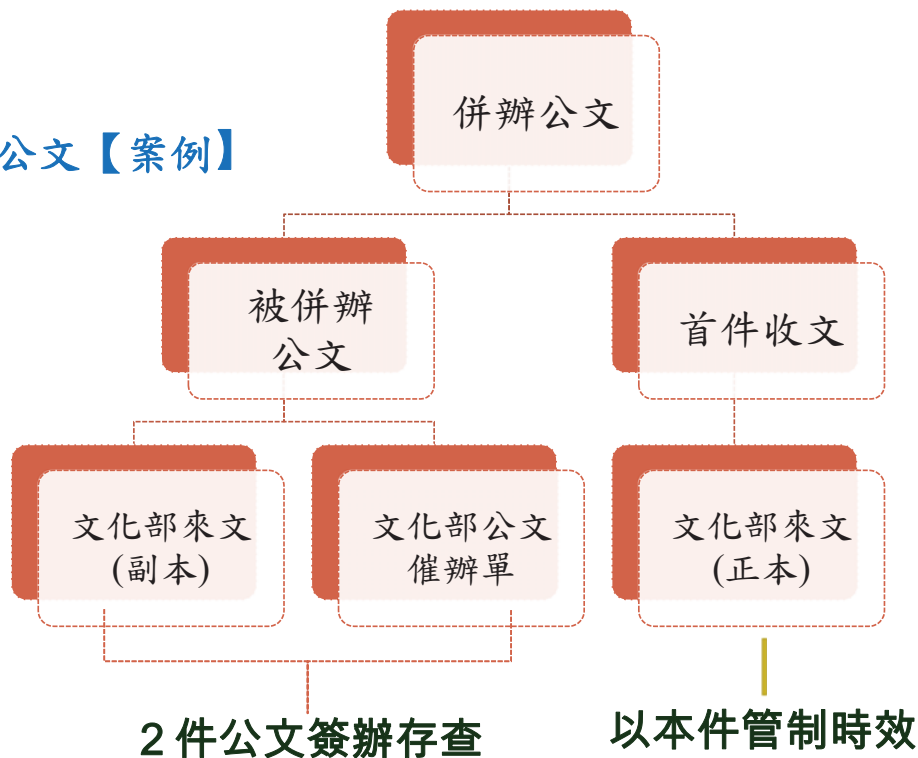 併辦公文
公文【案例】
被併辦
公文
首件收文
文化部來文
(副本)
文化部公文
催辦單
文化部來文
(正本)
2件公文簽辦存查
以本件管制時效